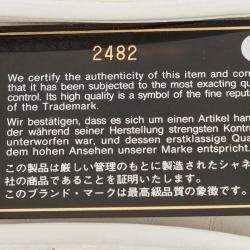 2482
We certify the authenticity of this item and con
that it has been subjected to the most exacting qu
control. Its high quality is a symbol of the fine reput
of the Trademark.
Wir bestätigen, dass es sich um einen Artikel han
der während seiner Herstellung strengsten Kontro
unterworfen war, und dessen erstklassige Qualit
dem hohen Ansehen unserer Marke entspricht.
この製品は厳しい管理のもとに製造されたシャネ
社の商品であることを証明いたします。
このブランド・マークは最高級品質の象徴です。